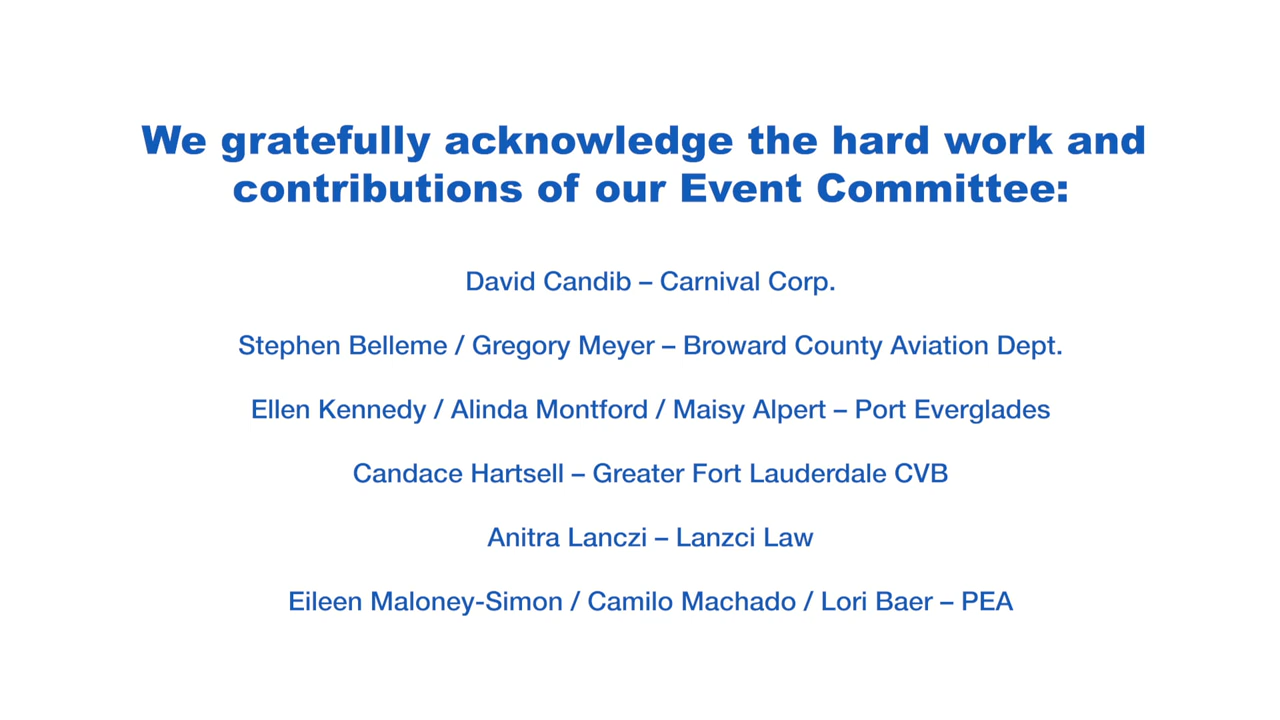 We gratefully acknowledge the hard work and
contributions of our Event Committee:
David Candib – Carnival Corp.
Stephen Belleme / Gregory Meyer – Broward County Aviation Dept.
Ellen Kennedy / Alinda Montford / Maisy Alpert – Port Everglades
Candace Hartsell – Greater Fort Lauderdale CVB
Anitra Lanczi – Lanzci Law
Eileen Maloney-Simon / Camilo Machado / Lori Baer – PEA